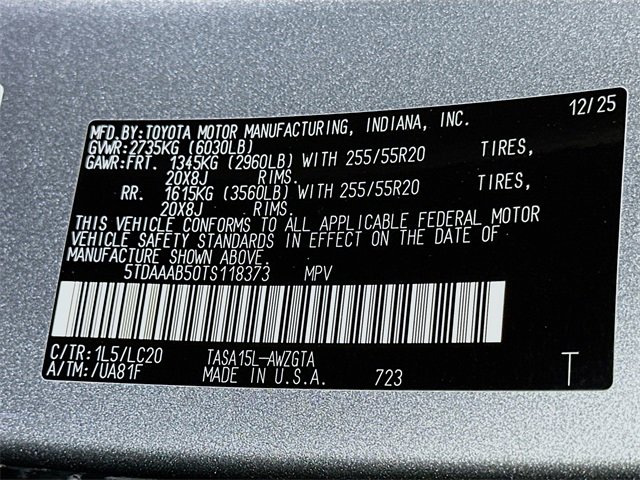 12/25
MFD.BY:TOYOTA MOTOR MANUFACTURING, INDIANA, INC.
GVWR:2735KG (6030LB)
GAWR:FRT. 1345KG (2960LB) WITH 255/55R20 TIRES,
20X8J RIMS.
RR. 1615KG (3560LB) WITH 255/55R20 TIRES,
20X8J RIMS.
THIS VEHICLE CONFORMS TO ALL APPLICABLE FEDERAL MOTOR
VEHICLE SAFETY STANDARDS IN EFFECT ON THE DATE OF
MANUFACTURE SHOWN ABOVE.
5TDAAAB50TS118373 MPV
C/TR:1L5/LC20 TASA15L-AWZGTA
A/TM:/UA81F MADE IN U.S.A. 723 T